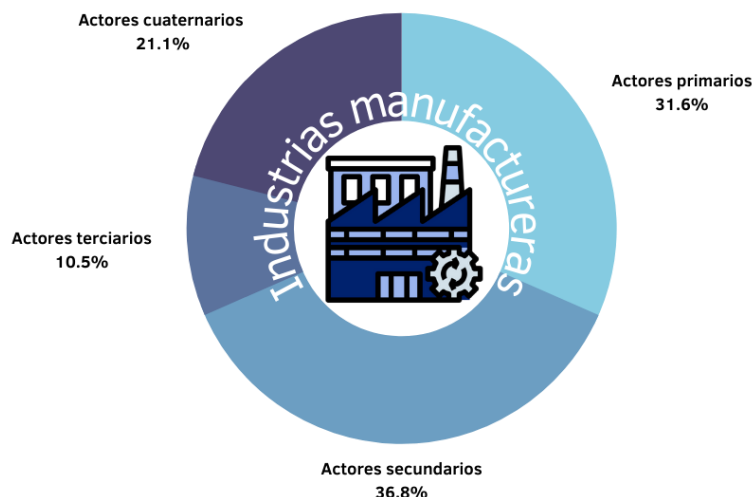 Actores cuaternarios
21.1%
Actores primarios
31.6%
Industrias manufactureras
Actores terciarios
10.5%
Actores secundarios
36.8%